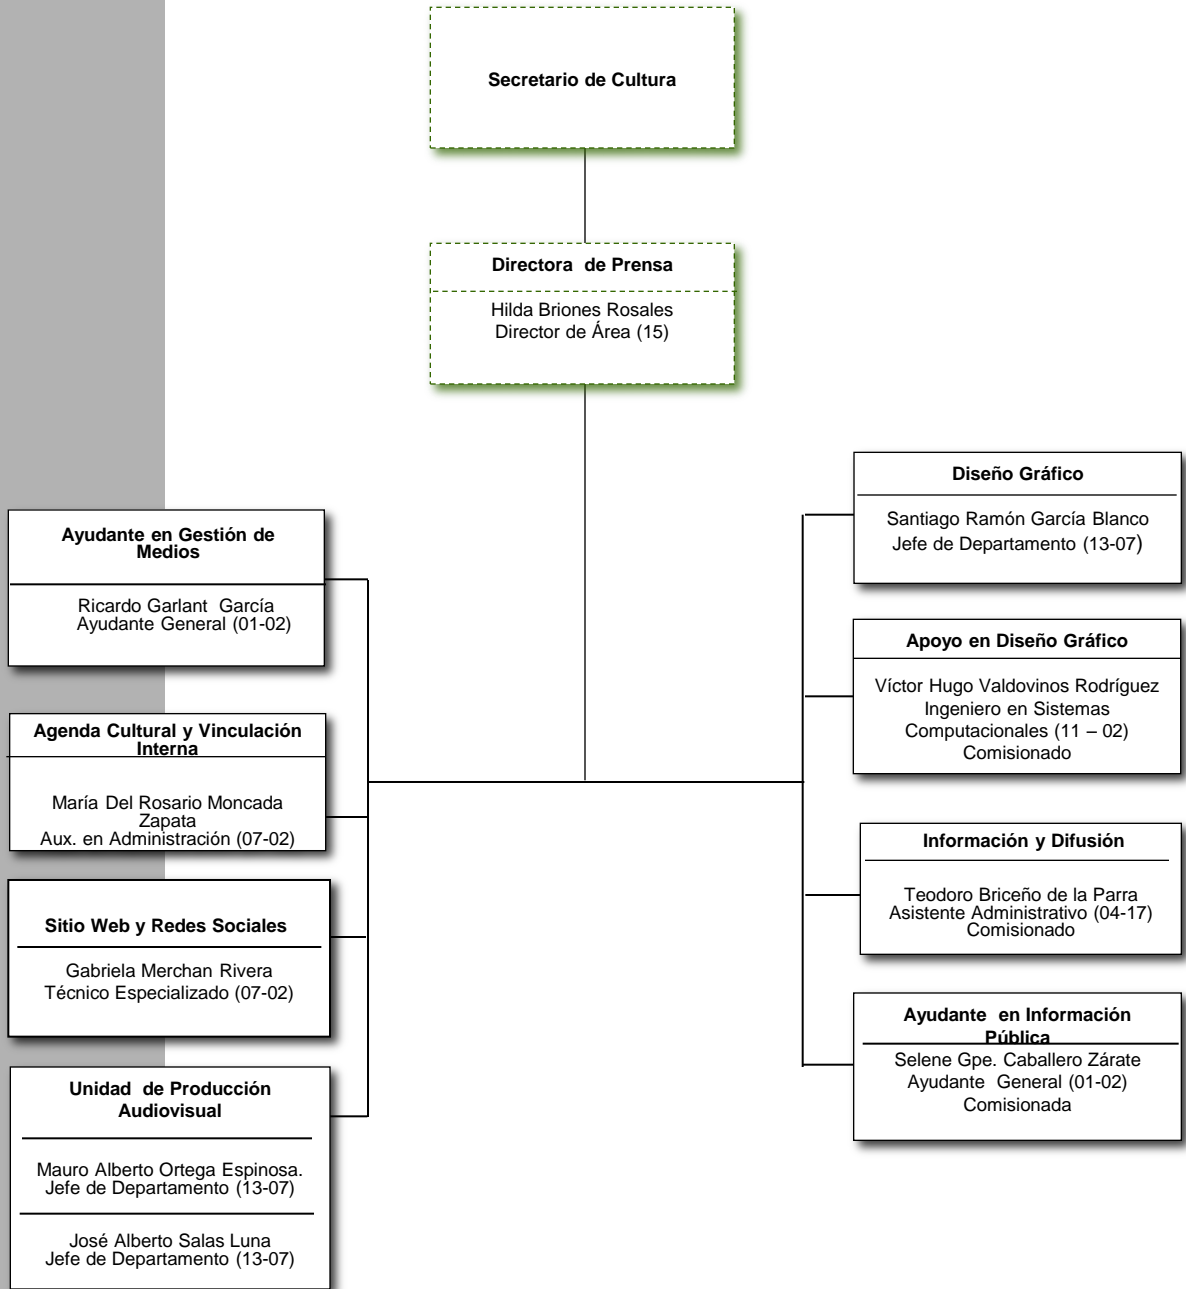 Secretario de Cultura
Directora de Prensa
Hilda Briones Rosales
Director de Área (15)
Ayudante en Gestión de
Medios
Ricardo Garlant García
Ayudante General (01-02)
Agenda Cultural y Vinculación
Interna
María Del Rosario Moncada
Zapata
Aux. en Administración (07-02)
Sitio Web y Redes Sociales
Gabriela Merchan Rivera
Técnico Especializado (07-02)
Unidad de Producción
Audiovisual
Mauro Alberto Ortega Espinosa.
Jefe de Departamento (13-07)
José Alberto Salas Luna
Jefe de Departamento (13-07)
Diseño Gráfico
Santiago Ramón García Blanco
Jefe de Departamento (13-07)
Apoyo en Diseño Gráfico
Víctor Hugo Valdovinos Rodríguez
Ingeniero en Sistemas
Computacionales (11 – 02)
Comisionado
Información y Difusión
Teodoro Briceño de la Parra
Asistente Administrativo (04-17)
Comisionado
Ayudante en Información
Pública
Selene Gpe. Caballero Zárate
Ayudante General (01-02)
Comisionada